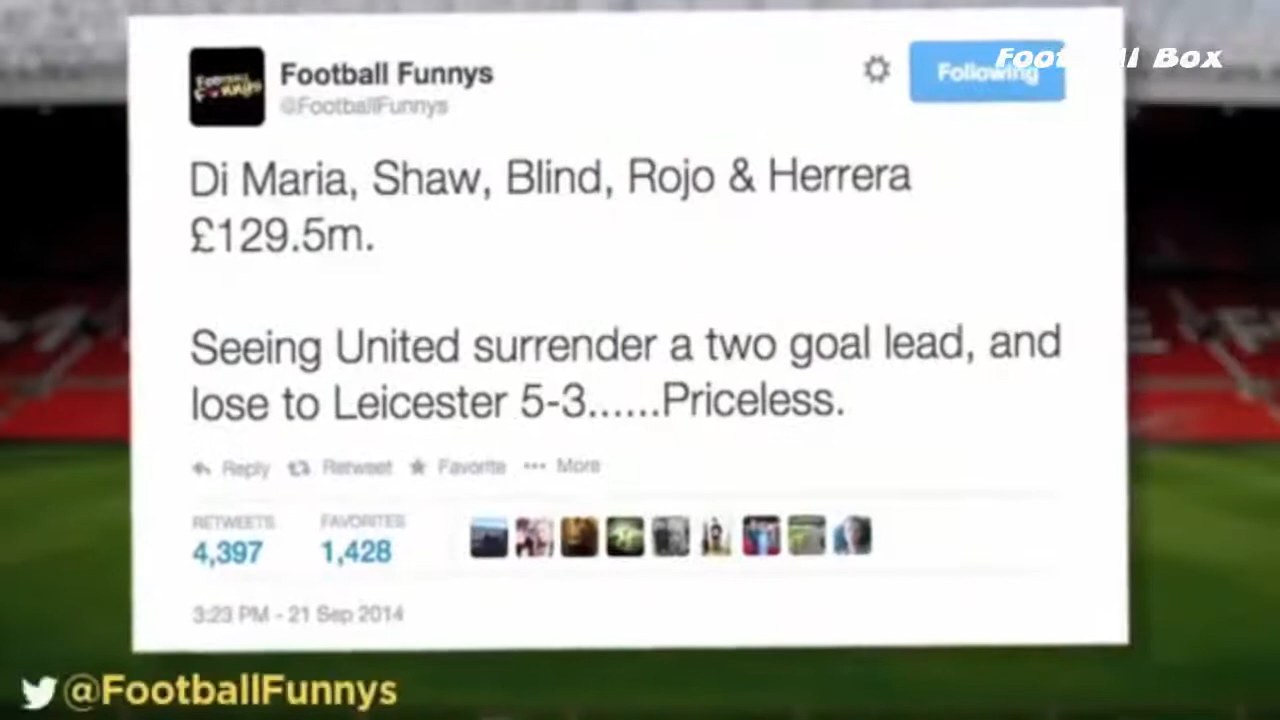 Football Funnys
@FootballFunnys
Following
Box
Di Maria, Shaw, Blind, Rojo & Herrera
£129.5m.
Seeing United surrender a two goal lead, and
lose to Leicester 5-3......Priceless.
Reply Retweet Favorite More
RETWEETS FAVORITES
4,397 1,428
3:23 PM - 21 Sep 2014
@FootballFunnys